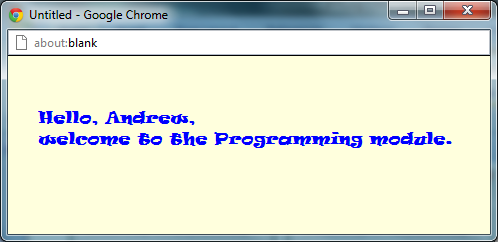 Untitled - Google Chrome
about:blank
Hello, Andrew,
welcome to the Programming module.